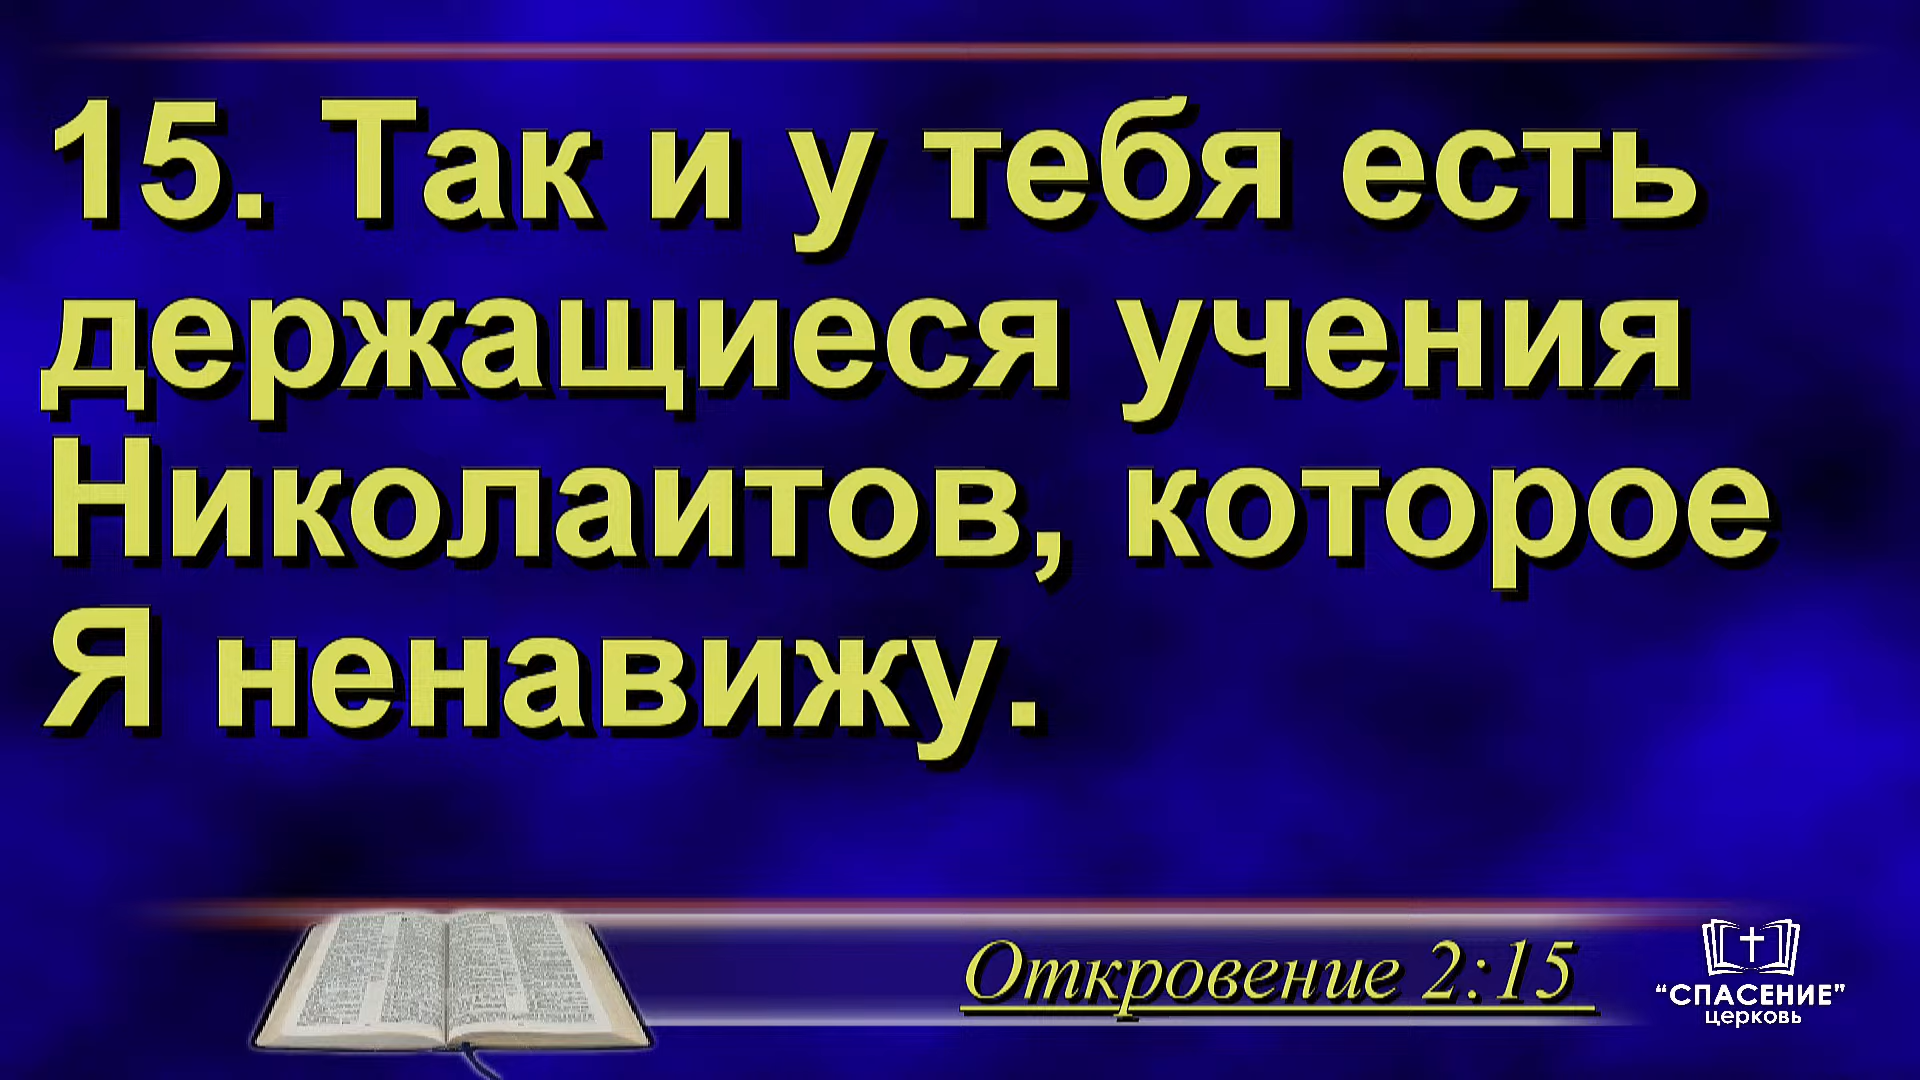 15. Так и у тебя есть
держащиеся учения
Николаитов, которое
Я ненавижу.
Откровение 2:15
“СПАСЕНИЕ”
церковь